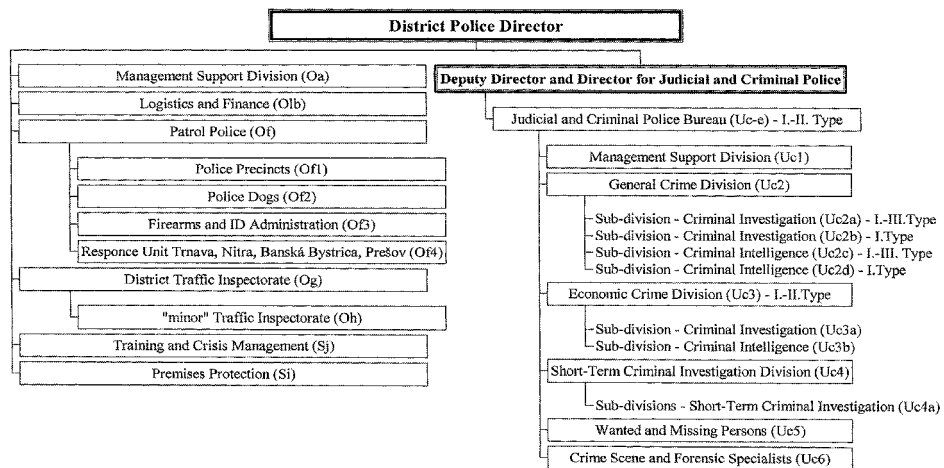 District Police Director
Management Support Division (Oa)
Logistics and Finance (Olb)
Patrol Police (Of)
Police Precincts (Of1)
Police Dogs (Of2)
Firearms and ID Administration (Of3)
Responce Unit Trnava, Nitra, Banská Bystrica, Prešov (Of4)
District Traffic Inspectorate (Og)
"minor" Traffic Inspectorate (Oh)
Training and Crisis Management (Sj)
Premises Protection (Si)
Deputy Director and Director for Judicial and Criminal Police
Judicial and Criminal Police Bureau (Uc-e) - I.-II. Type
Management Support Division (Uc1)
General Crime Division (Uc2)
Sub-division - Criminal Investigation (Uc2a) - I.-III.Type
Sub-division - Criminal Investigation (Uc2b) - I.Type
Sub-division - Criminal Intelligence (Uc2c) - I.-III. Type
Sub-division - Criminal Intelligence (Uc2d) - I.Type
Economic Crime Division (Uc3) - I.-II.Type
Sub-division - Criminal Investigation (Uc3a)
Sub-division - Criminal Intelligence (Uc3b)
Short-Term Criminal Investigation Division (Uc4)
Sub-divisions - Short-Term Criminal Investigation (Uc4a)
Wanted and Missing Persons (Uc5)
Crime Scene and Forensic Specialists (Uc6)